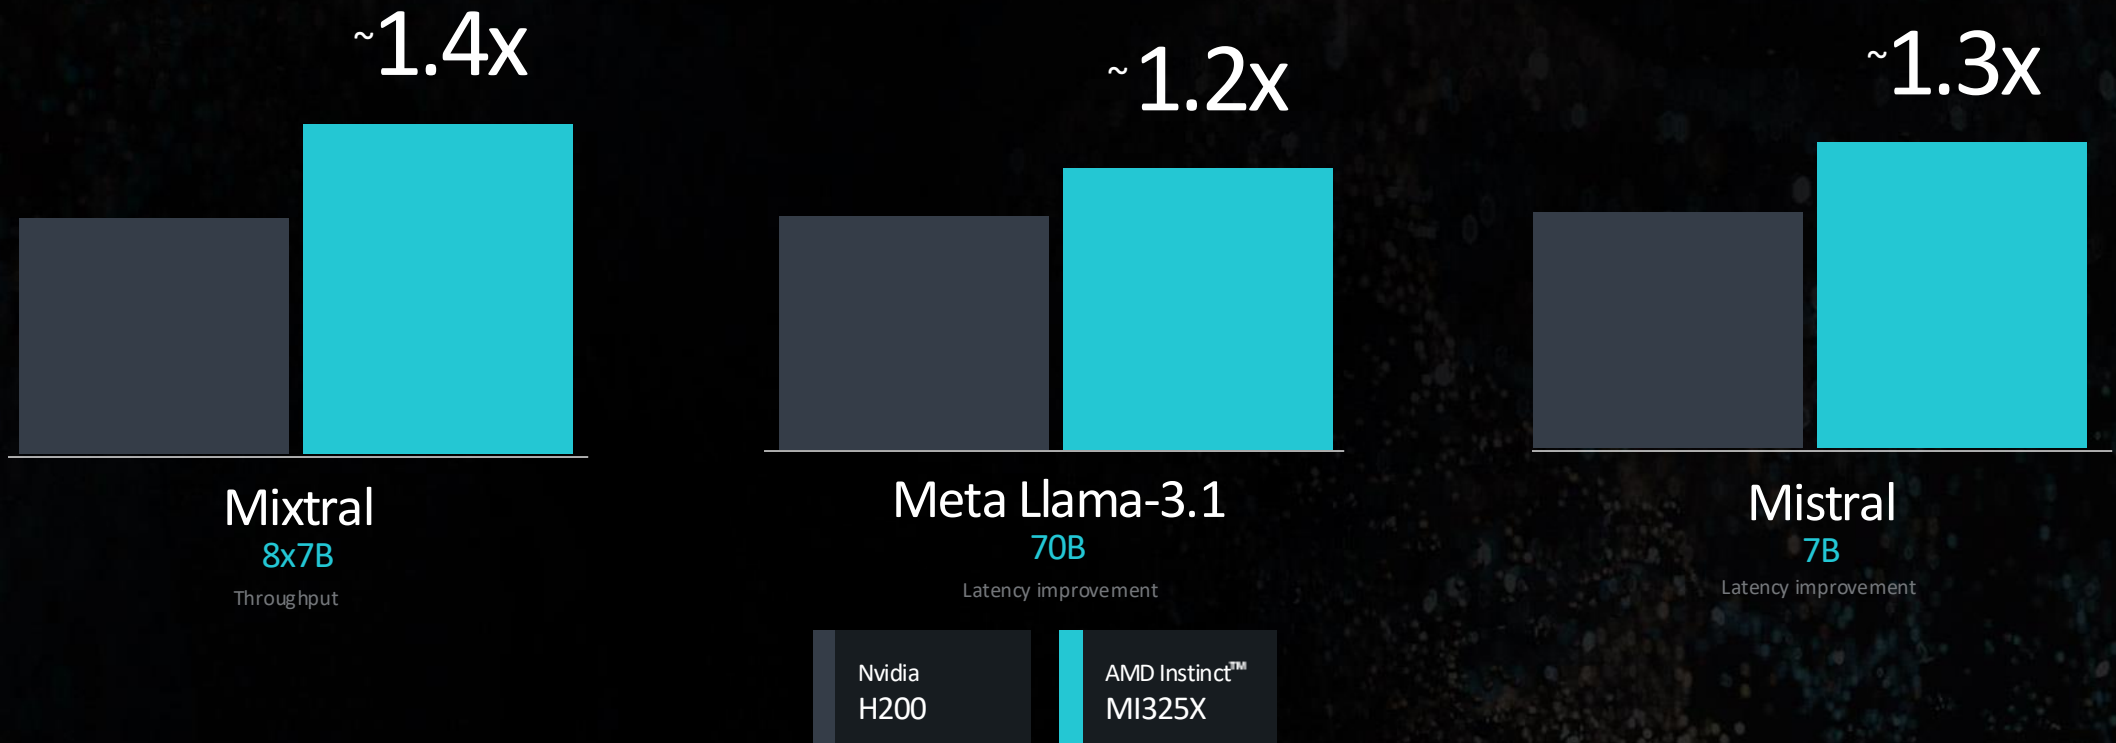 ~1.4x
Mixtral
8x7B
Throughput
~1.2x
Meta Llama-3.1
70B
Latency improvement
~1.3x
Mistral
7B
Latency improvement
Nvidia
H200
AMD Instinct™
MI325X